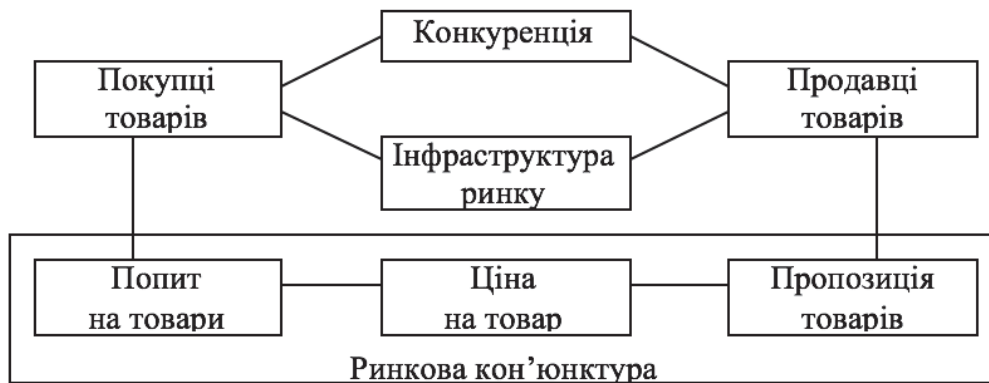 Конкуренція
Покупці
товарів
Продавці
товарів
Інфраструктура
ринку
Попит
на товари
Ціна
на товар
Пропозиція
товарів
Ринкова кон’юнктура